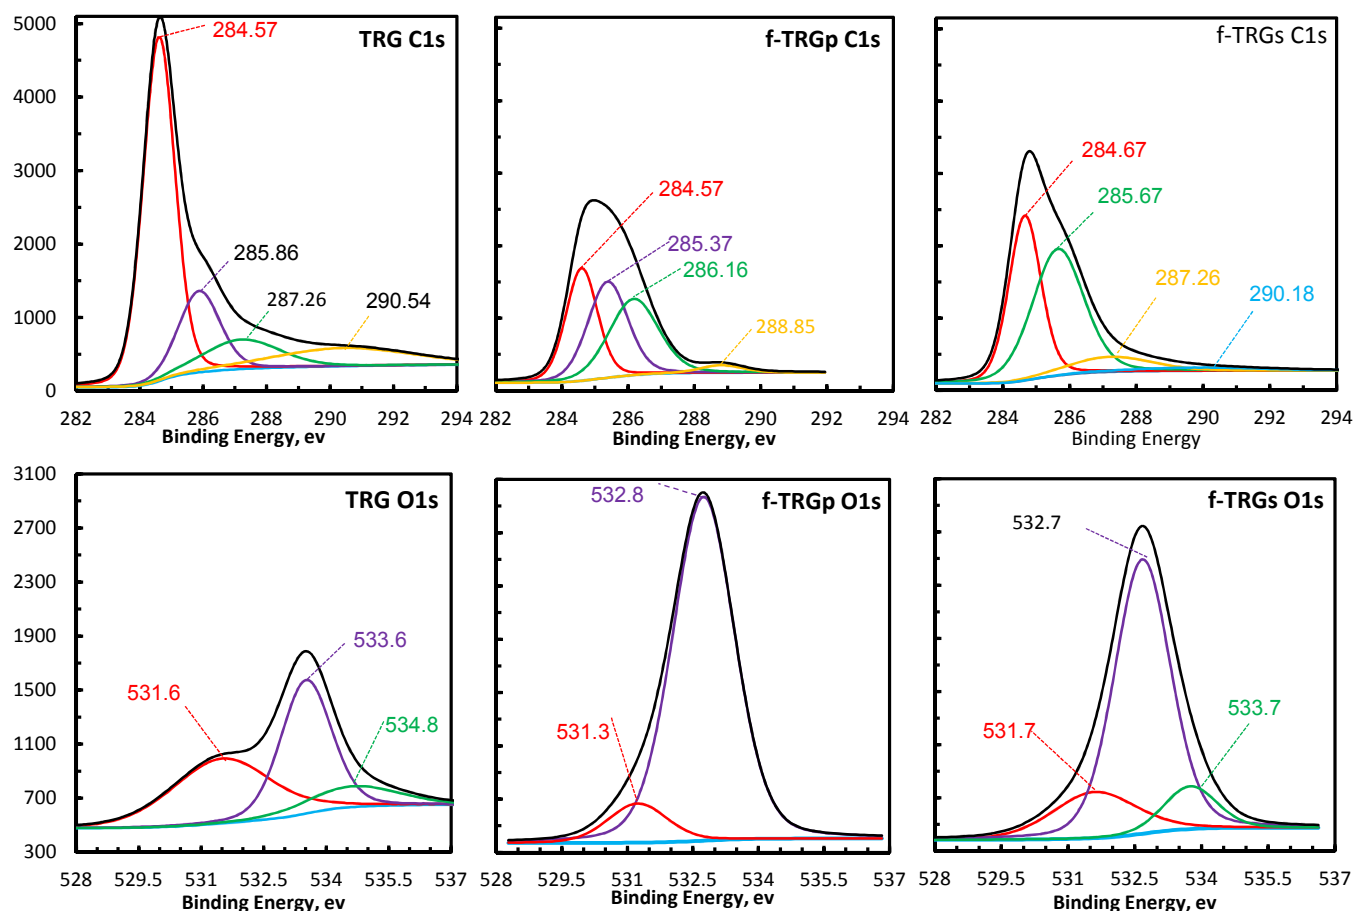 TRG C1s
284.57
285.86
287.26
290.54
5000
4000
3000
2000
1000
0
282 284 286 288 290 292 294
Binding Energy, ev
f-TRGp C1s
284.57
285.37
286.16
288.85
282 284 286 288 290 292 294
Binding Energy, ev
f-TRGs C1s
284.67
285.67
287.26
290.18
282 284 286 288 290 292 294
Binding Energy
TRG O1s
531.6
533.6
534.8
3100
2700
2300
1900
1500
1100
700
300
528 529.5 531 532.5 534 535.5 537
Binding Energy, ev
f-TRGp O1s
532.8
531.3
528 529.5 531 532.5 534 535.5 537
Binding Energy, ev
f-TRGs O1s
532.7
531.7
533.7
528 529.5 531 532.5 534 535.5 537
Binding Energy, ev